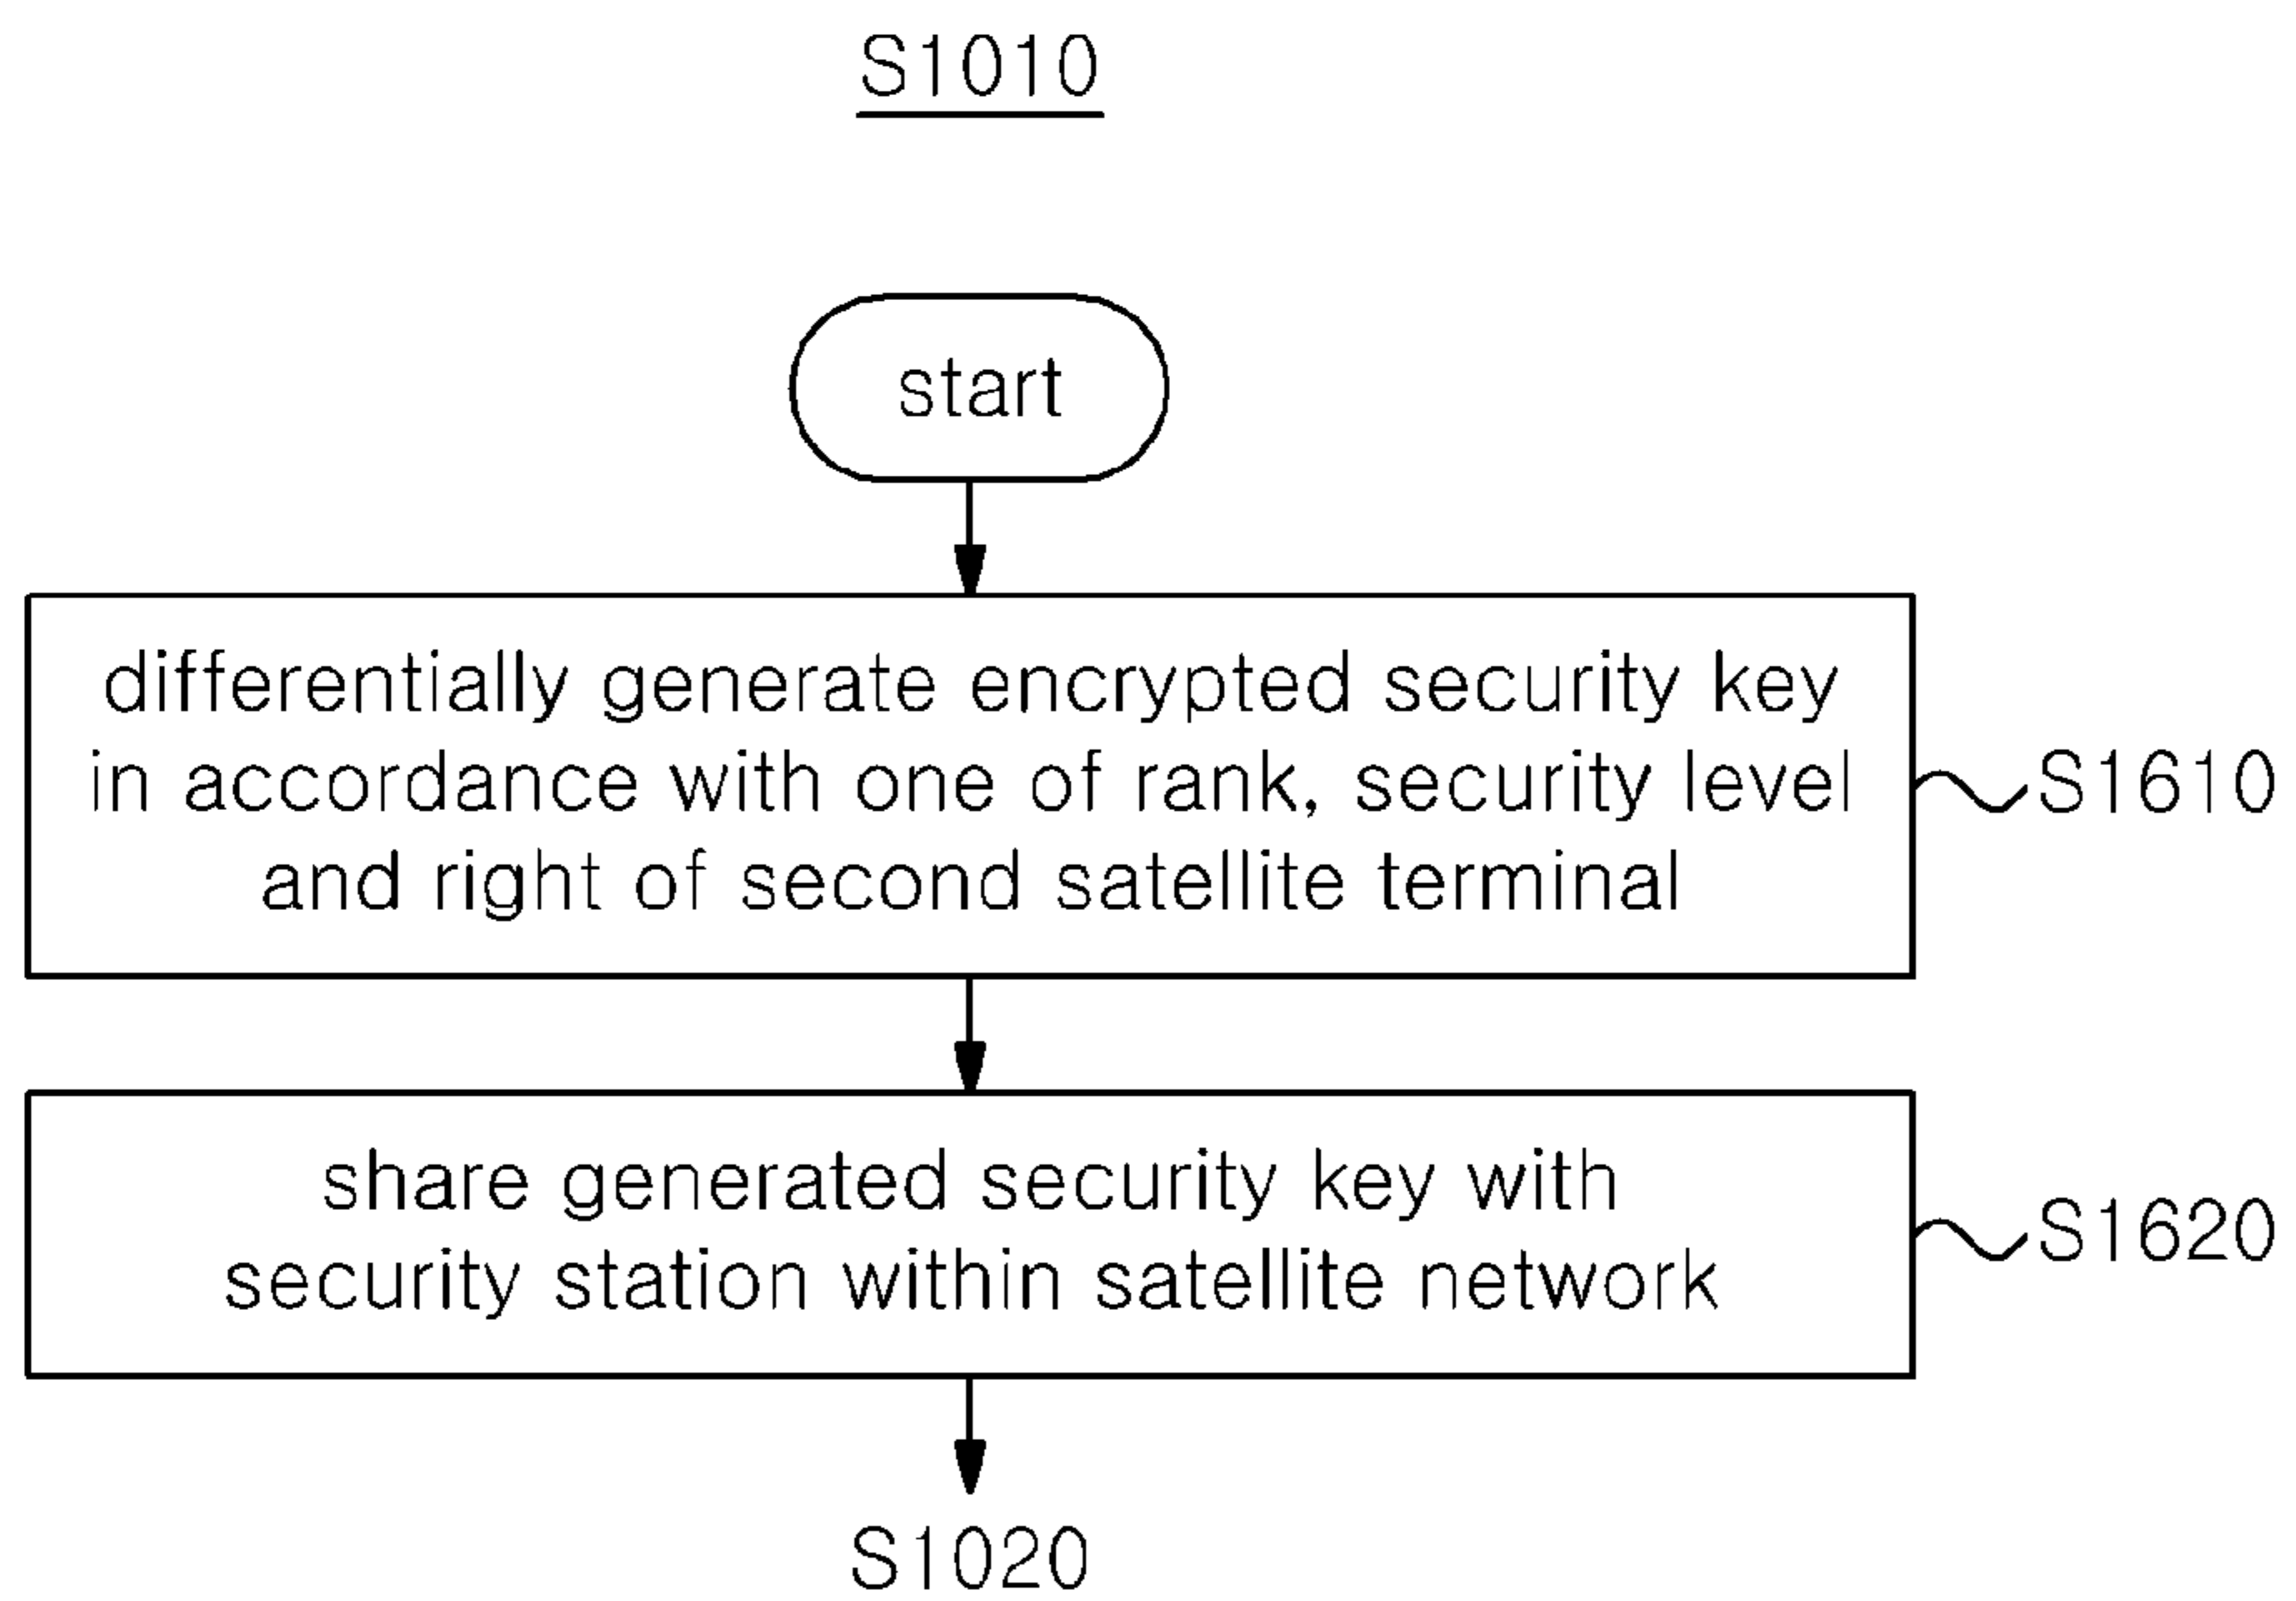 S1010
start
differentially generate encrypted security key
in accordance with one of rank, security level
and right of second satellite terminal
S1610
share generated security key with
security station within satellite network
S1620
S1020